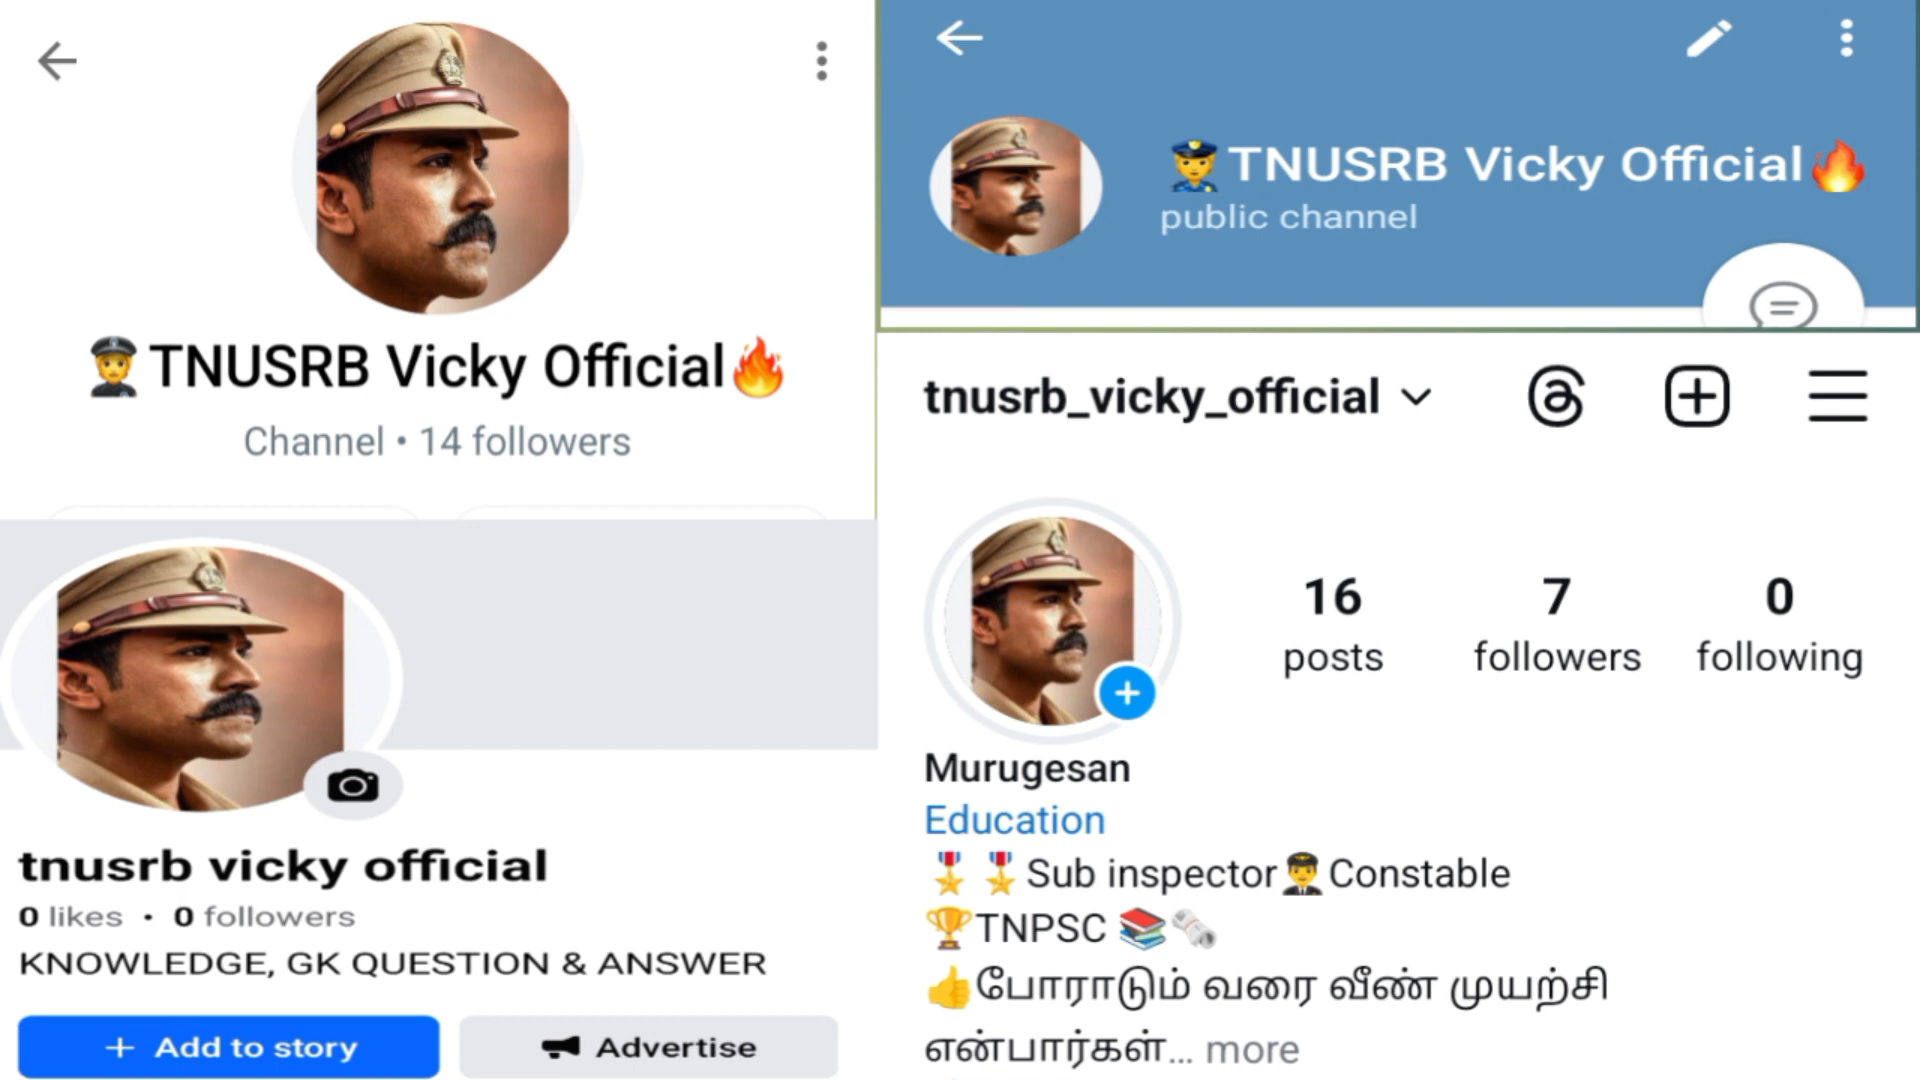 👮TNUSRB Vicky Official🔥
Channel • 14 followers
tnusrb vicky official
0 likes • 0 followers
KNOWLEDGE, GK QUESTION & ANSWER
+ Add to story
Advertise
👮TNUSRB Vicky Official🔥
public channel
tnusrb_vicky_official
16 7 0
posts followers following
Murugesan
Education
🎖️🎖️Sub inspector👨‍✈️Constable
🏆TNPSC 📚🗞️
👍போராடும் வரை வீண் முயற்சி
என்பார்கள்... more